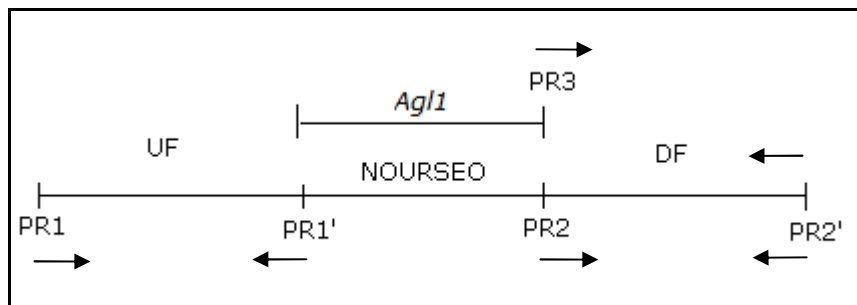 PR3
Agl1
UF
DF
NOURSEO
PR1
PR1'
PR2
PR2'